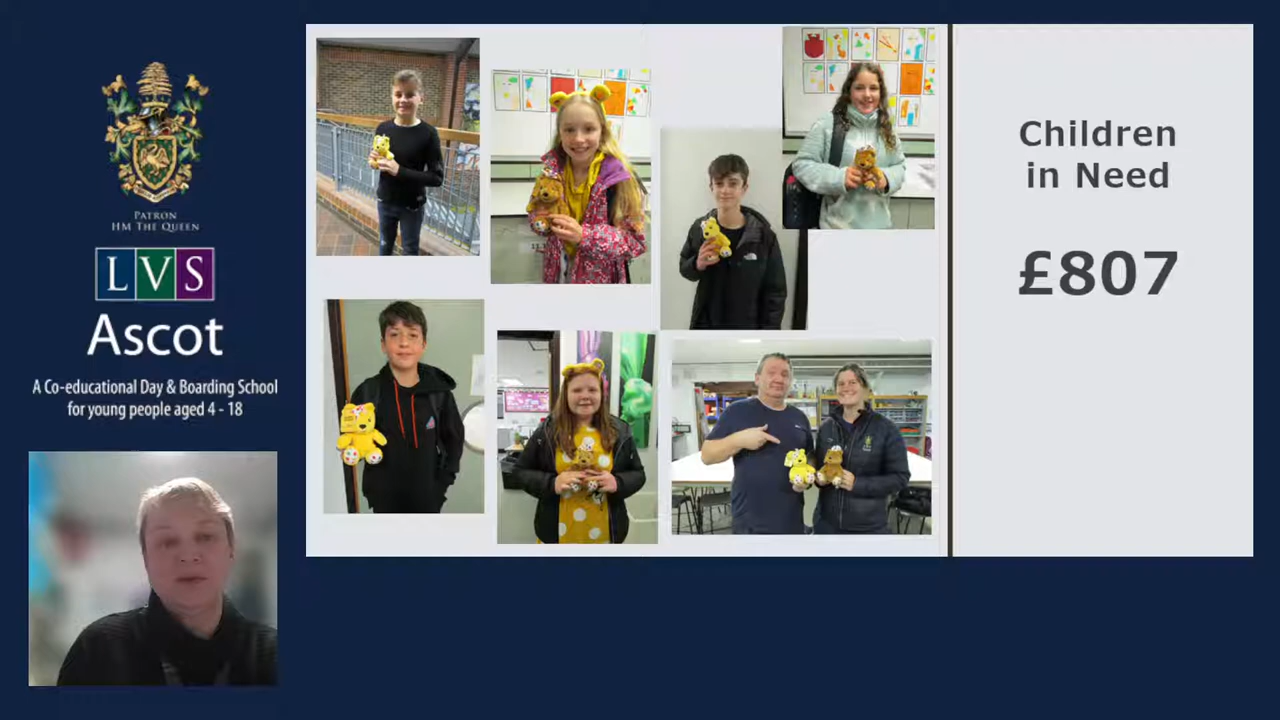 PATRON
HM THE QUEEN
LVS
Ascot
A Co-educational Day & Boarding School
for young people aged 4 - 18
Children
in Need
£807